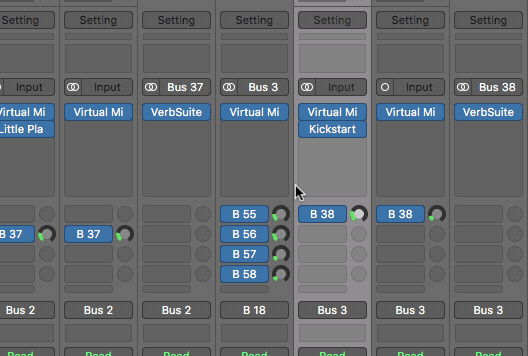 Setting Setting Setting Setting Setting Setting Setting
Input Input Bus 37 Bus 3 Input Input Bus 38
Virtual Mi Virtual Mi VerbSuite Virtual Mi Virtual Mi Virtual Mi VerbSuite
Little Pla Kickstart
B 55 B 38 B 38
B 37 B 37 B 56
B 57
B 58
Bus 2 Bus 2 Bus 2 B 18 Bus 3 Bus 3 Bus 3
Read Read Read Read Read Read Read